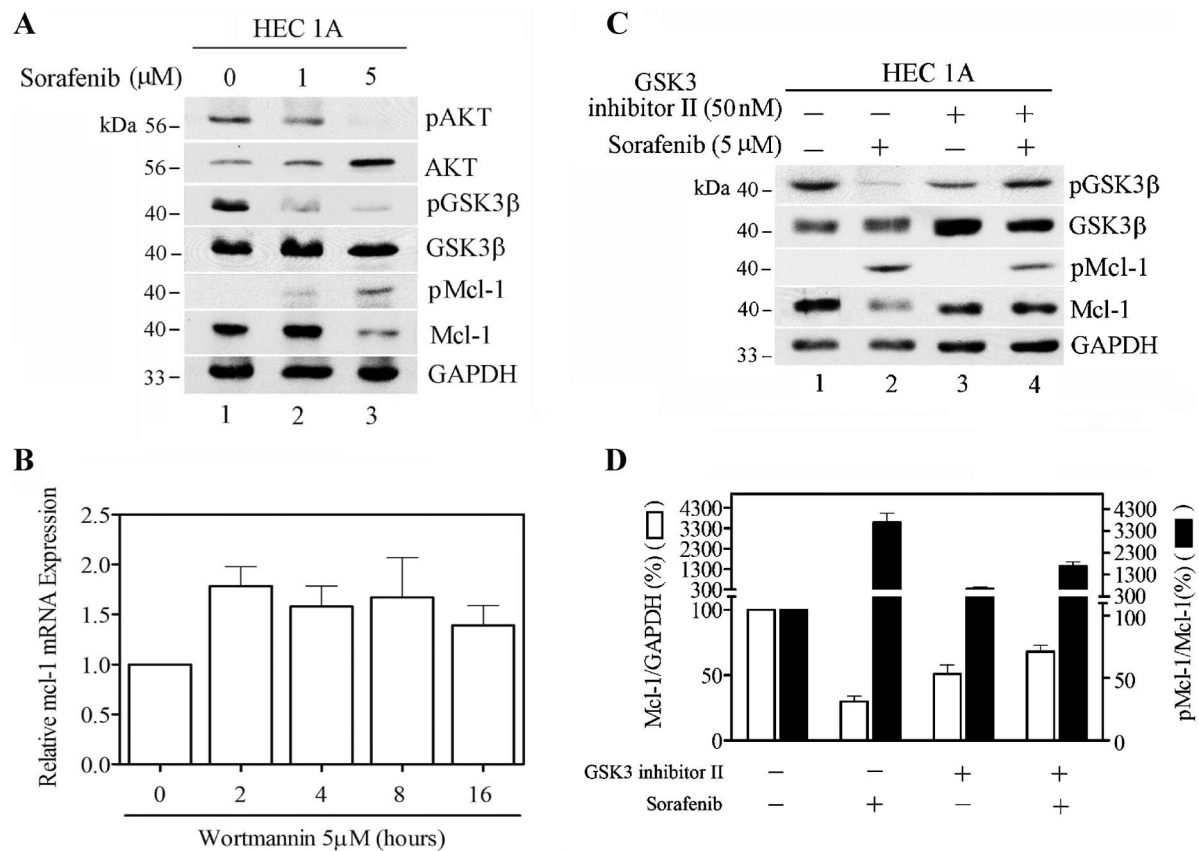 A
HEC 1A
Sorafenib (µM) 0 1 5
kDa 56 – pAKT
56 – AKT
40 – pGSK3β
40 – GSK3β
40 – pMcl-1
40 – Mcl-1
33 – GAPDH
1 2 3
B
Relative mcl-1 mRNA Expression
2.5
2.0
1.5
1.0
0.5
0.0
0 2 4 8 16
Wortmannin 5µM (hours)
C
HEC 1A
GSK3
inhibitor II (50 nM) – – + +
Sorafenib (5 µM) – + – +
kDa 40 – pGSK3β
40 – GSK3β
40 – pMcl-1
40 – Mcl-1
33 – GAPDH
1 2 3 4
D
Mcl-1/GAPDH (%) ( )
4300 4300
3300 3300
2300 2300
1300 1300
300 300
100 100
50 50
0 0
pMcl-1/Mcl-1(%) ( )
GSK3 inhibitor II – – + +
Sorafenib – + – +